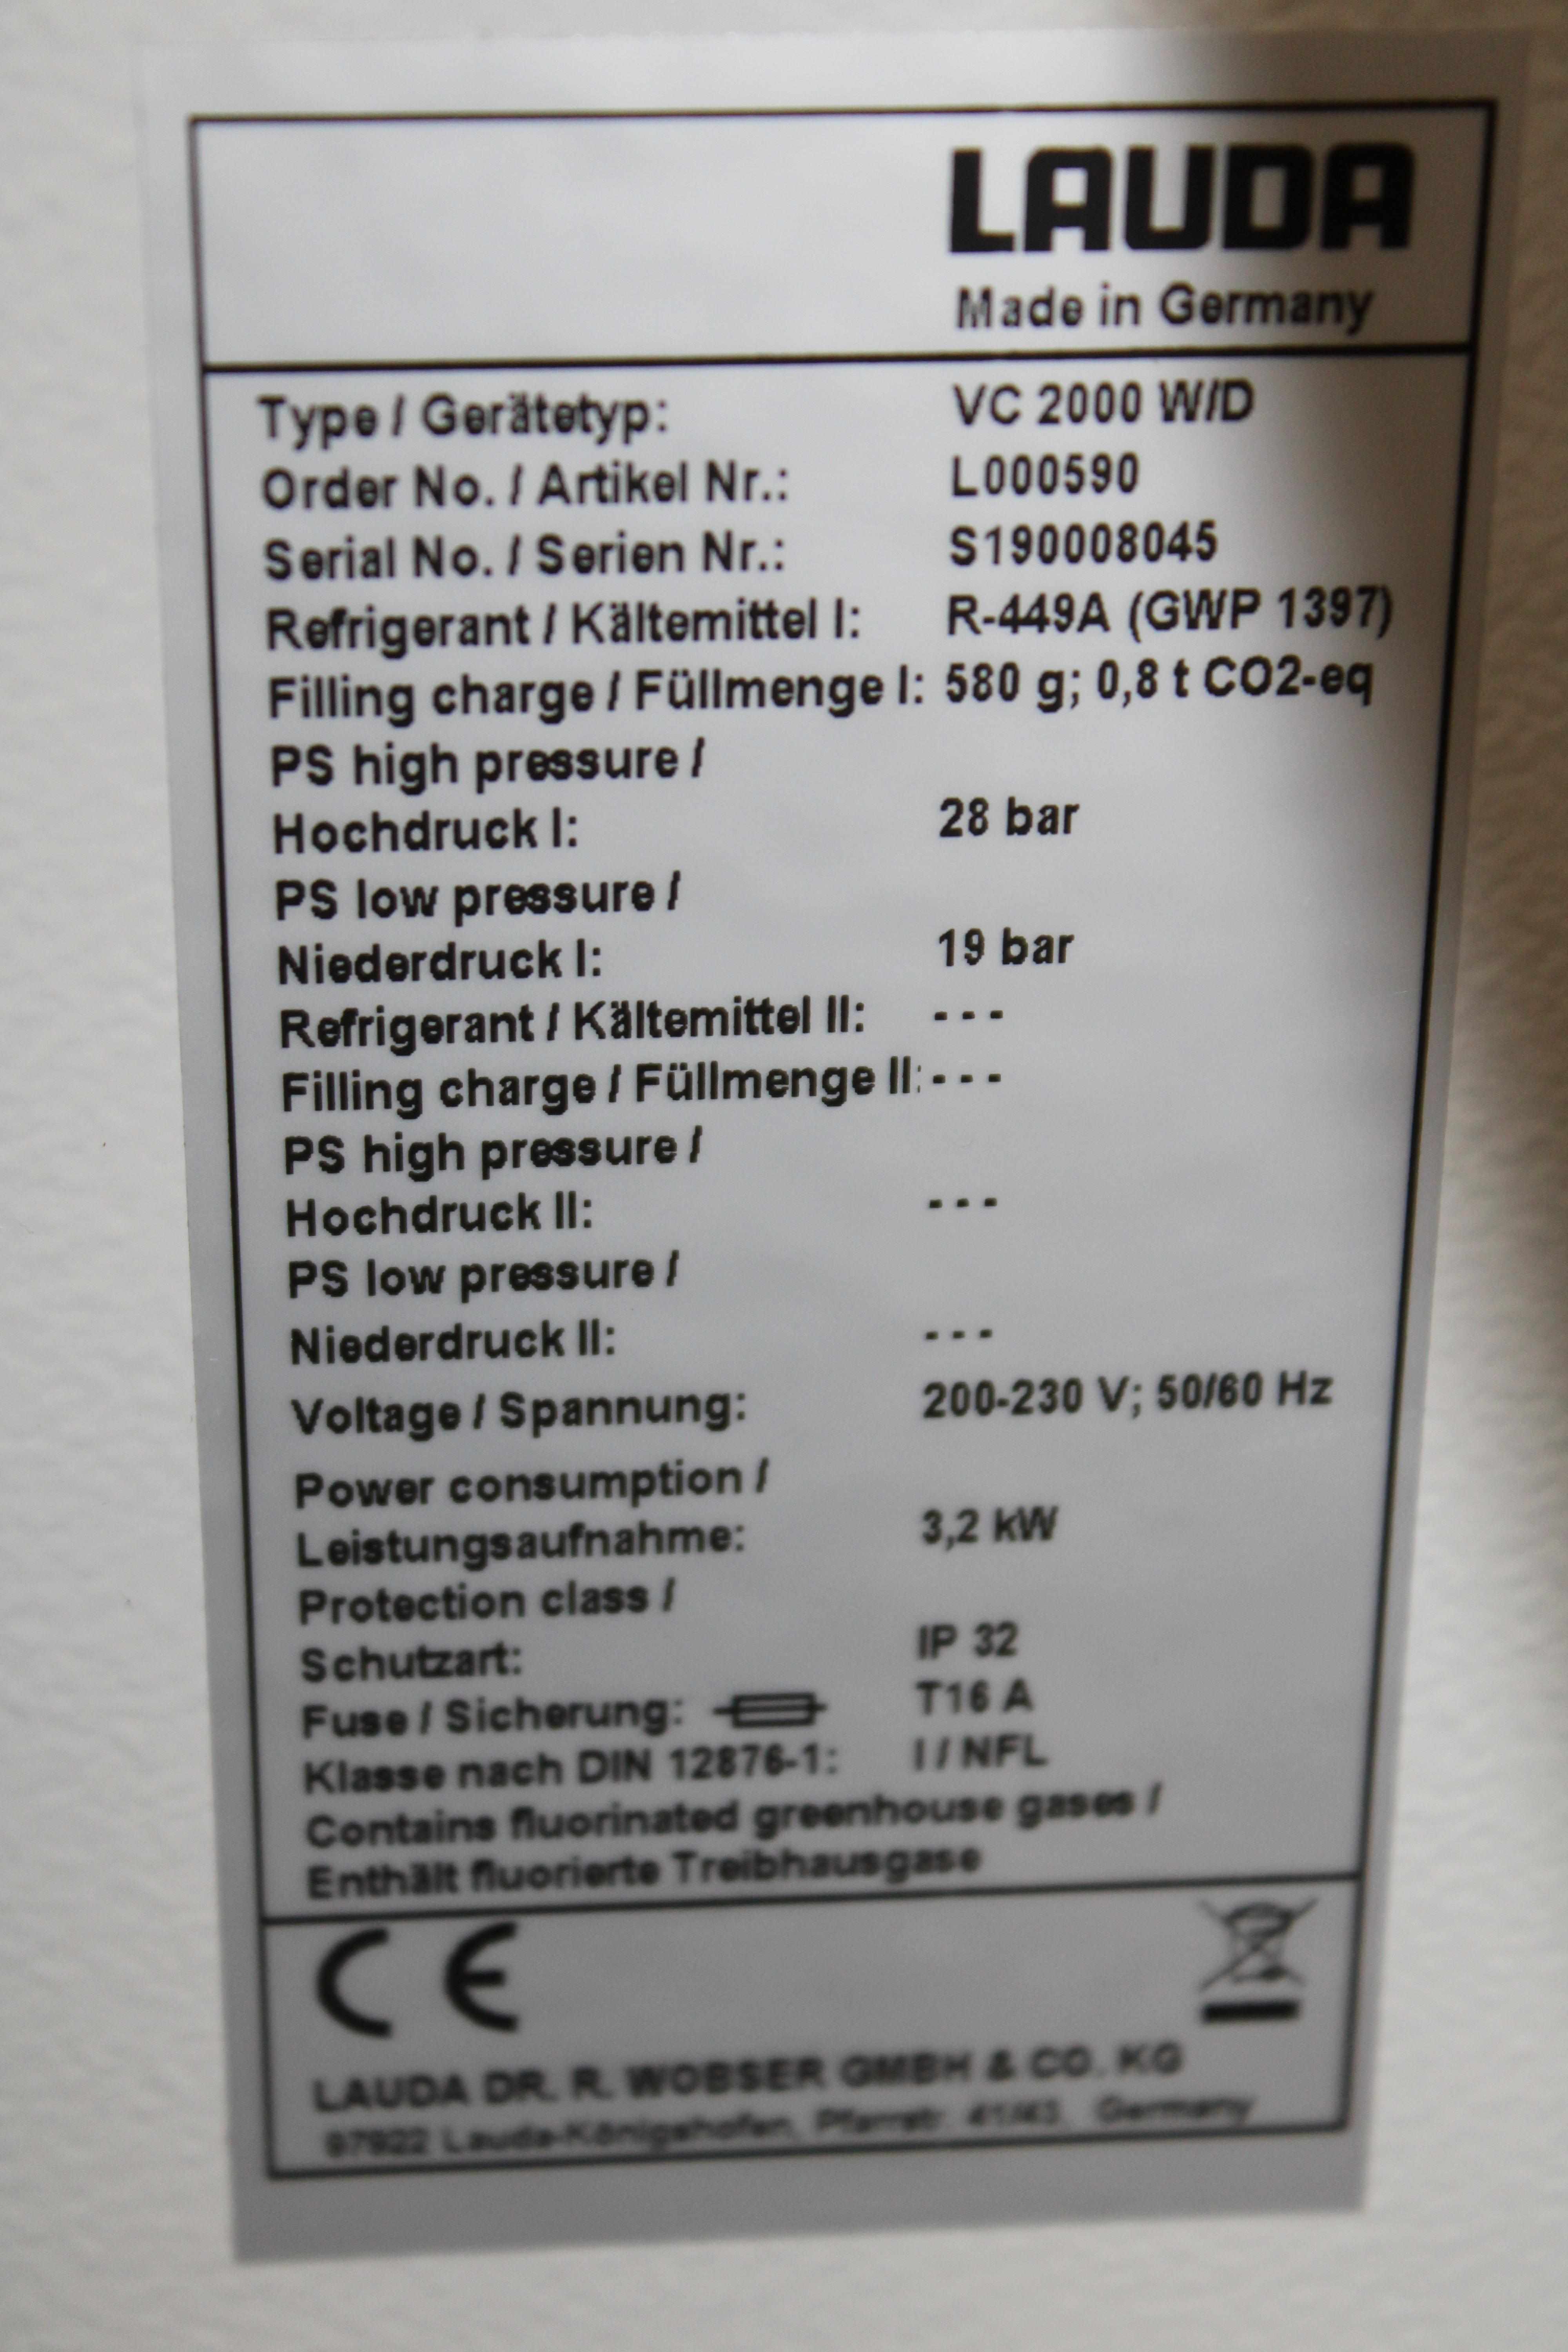 LAUDA
Made in Germany
Type / Gerätetyp: VC 2000 W/D
Order No. / Artikel Nr.: L000590
Serial No. / Serien Nr.: S190008045
Refrigerant / Kältemittel I: R-449A (GWP 1397)
Filling charge / Füllmenge I: 580 g; 0,8 t CO2-eq
PS high pressure /
Hochdruck I: 28 bar
PS low pressure /
Niederdruck I: 19 bar
Refrigerant / Kältemittel II: ---
Filling charge / Füllmenge II: ---
PS high pressure /
Hochdruck II: ---
PS low pressure /
Niederdruck II: ---
Voltage / Spannung: 200-230 V; 50/60 Hz
Power consumption /
Leistungsaufnahme: 3,2 kW
Protection class /
Schutzart: IP 32
Fuse / Sicherung: T16 A
Klasse nach DIN 12876-1: I / NFL
Contains fluorinated greenhouse gases /
Enthält fluorierte Treibhausgase
CE
LAUDA DR. R. WOBSER GMBH & CO. KG
97922 Lauda-Königshofen, Pfarrstr. 41/43, Germany